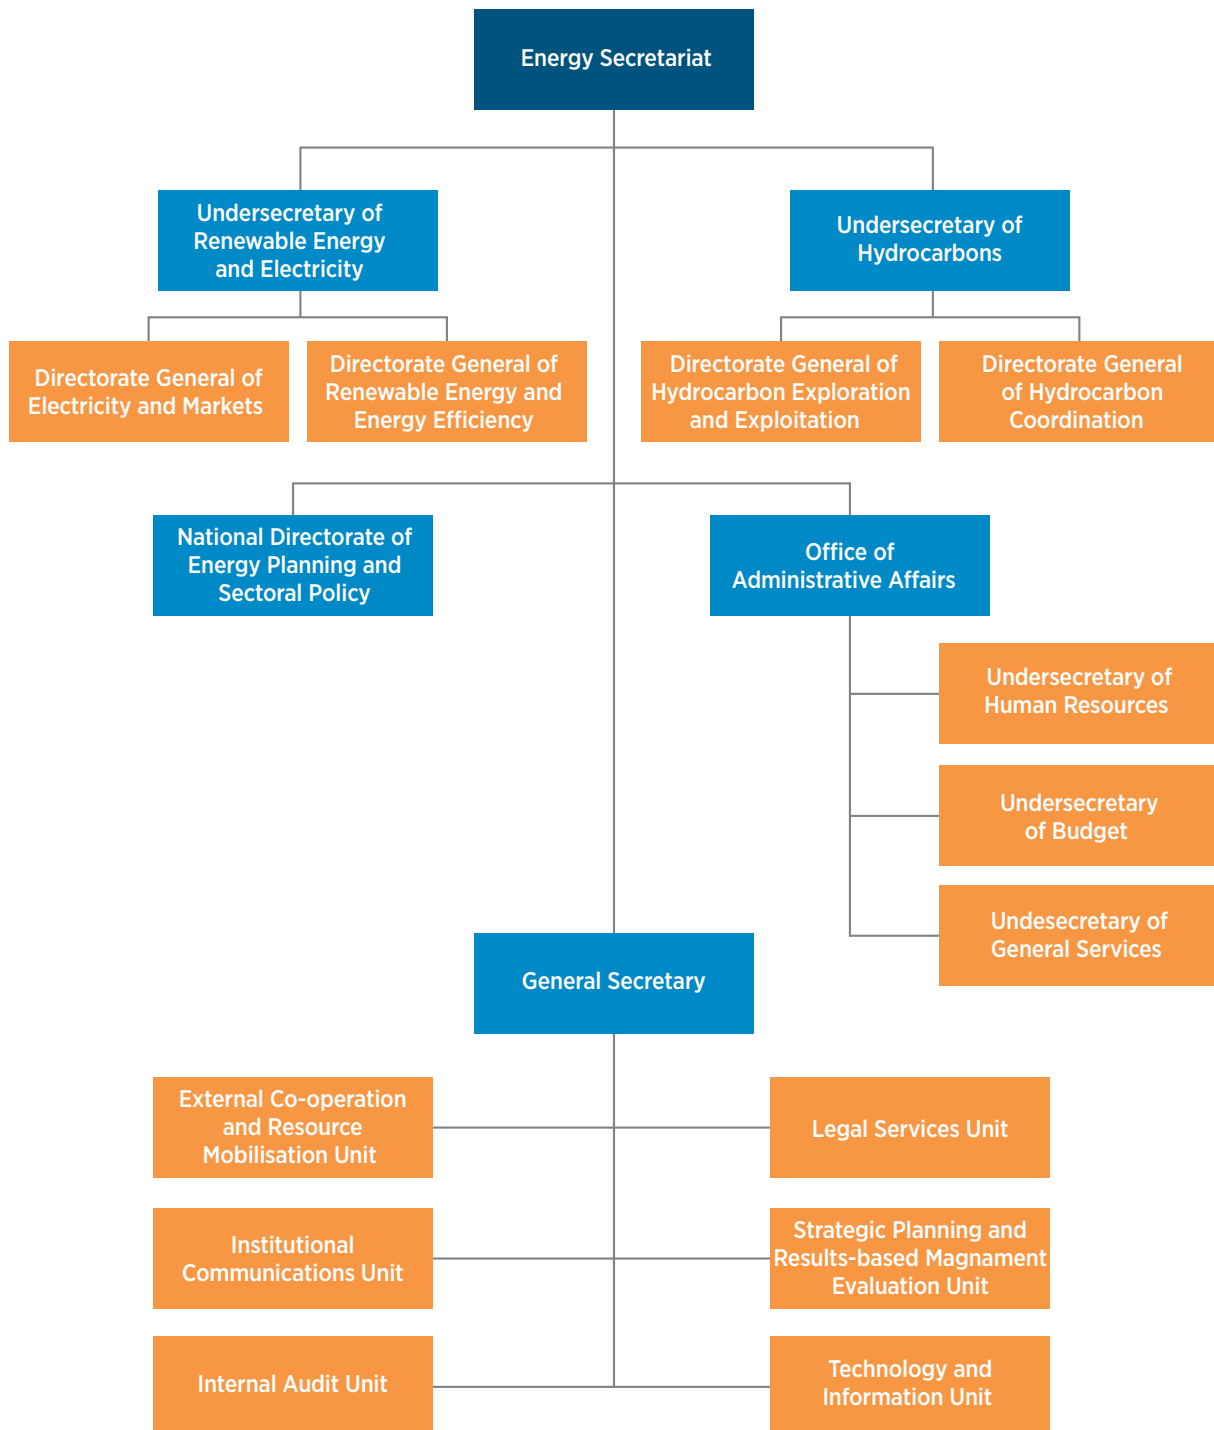 Energy Secretariat
Undersecretary of
Renewable Energy
and Electricity
Undersecretary of
Hydrocarbons
Directorate General of
Electricity and Markets
Directorate General of
Renewable Energy and
Energy Efficiency
Directorate General of
Hydrocarbon Exploration
and Exploitation
Directorate General
of Hydrocarbon
Coordination
National Directorate of
Energy Planning and
Sectoral Policy
Office of
Administrative Affairs
Undersecretary of
Human Resources
Undersecretary
of Budget
Undesecretary of
General Services
General Secretary
External Co-operation
and Resource
Mobilisation Unit
Legal Services Unit
Institutional
Communications Unit
Strategic Planning and
Results-based Magnament
Evaluation Unit
Internal Audit Unit
Technology and
Information Unit